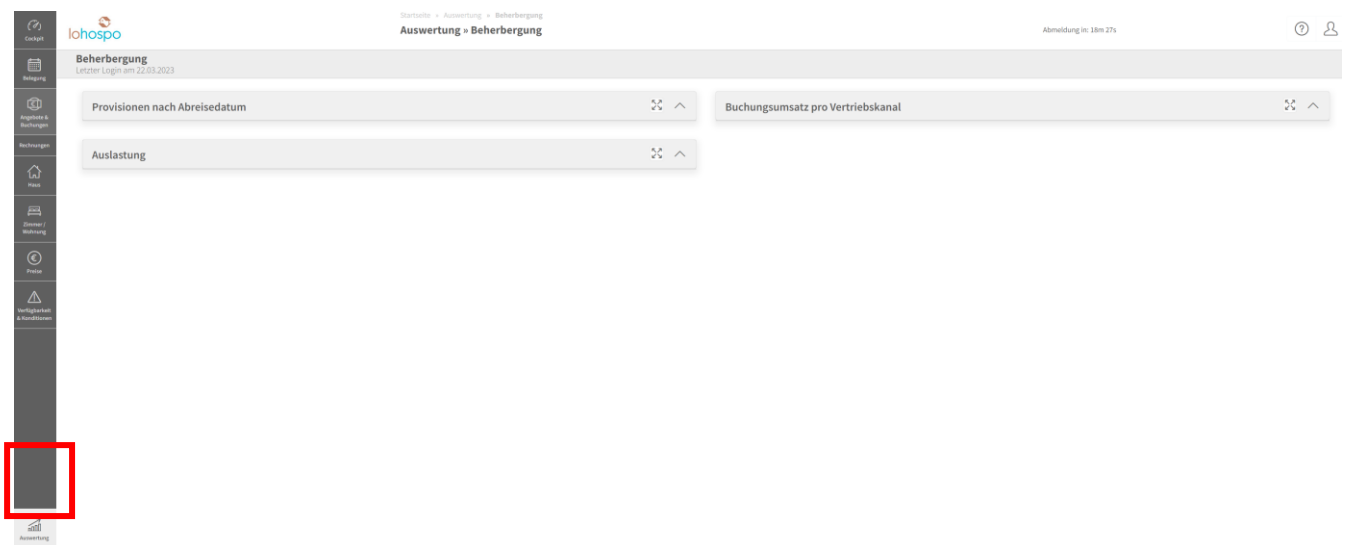 Cockpit
lohospo
Startseite » Auswertung » Beherbergung
Auswertung » Beherbergung
Abmeldung in: 18m 27s
Belegung
Beherbergung
Letzter Login am 22.03.2023
Angebote &
Buchungen
Provisionen nach Abreisedatum
Buchungsumsatz pro Vertriebskanal
Rechnungen
Auslastung
Haus
Zimmer /
Wohnung
Preise
Verfügbarkeit
& Konditionen
Auswertung